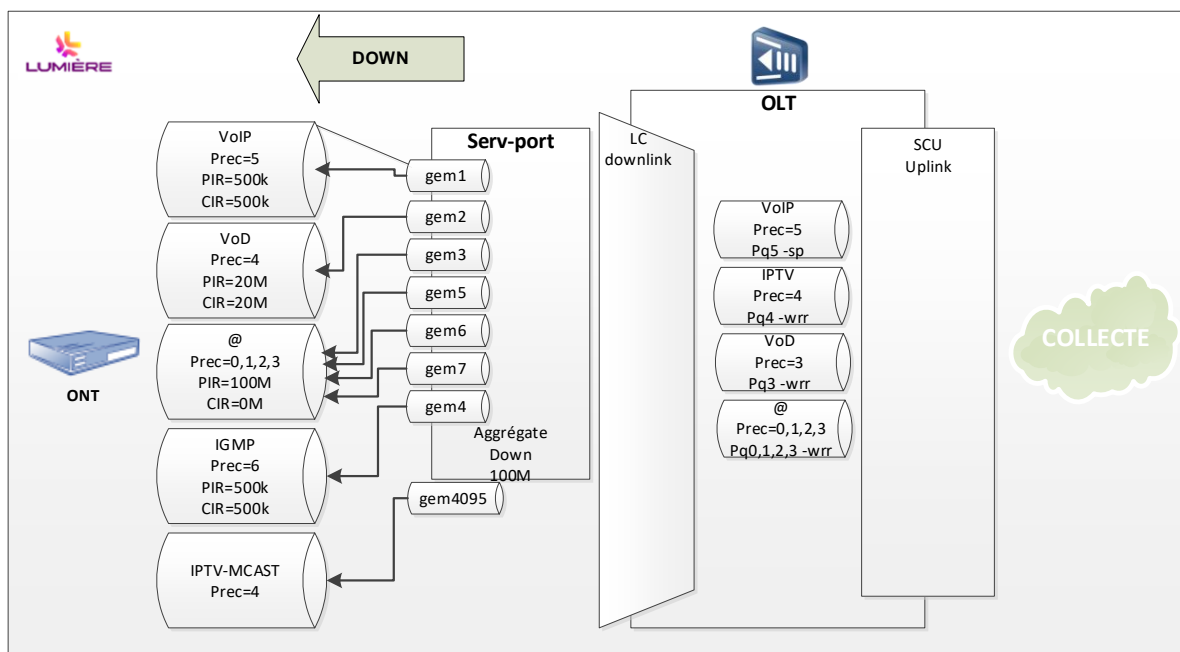 LUMIÈRE
DOWN
VoIP
Prec=5
PIR=500k
CIR=500k
VoD
Prec=4
PIR=20M
CIR=20M
@
Prec=0,1,2,3
PIR=100M
CIR=0M
IGMP
Prec=6
PIR=500k
CIR=500k
IPTV-MCAST
Prec=4
ONT
Serv-port
gem1
gem2
gem3
gem5
gem6
gem7
gem4
Aggrégate
Down
100M
gem4095
OLT
LC
downlink
VoIP
Prec=5
Pq5 -sp
IPTV
Prec=4
Pq4 -wrr
VoD
Prec=3
Pq3 -wrr
@
Prec=0,1,2,3
Pq0,1,2,3 -wrr
SCU
Uplink
COLLECTE